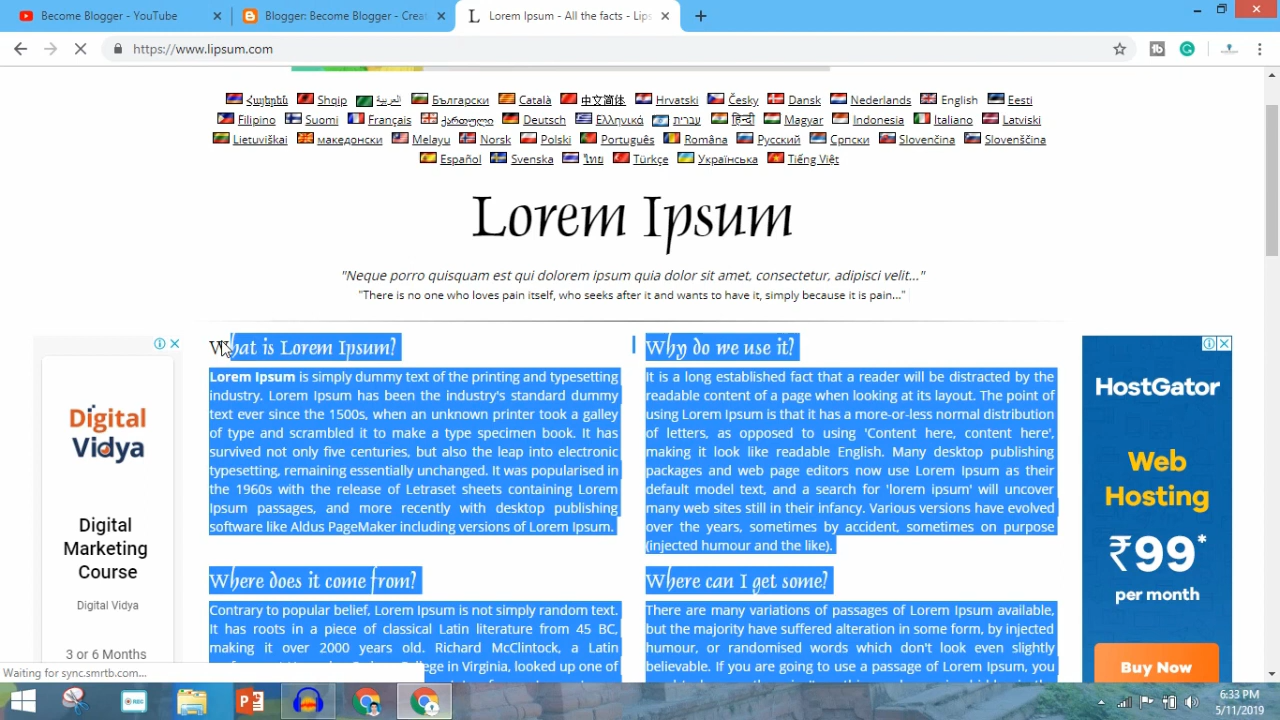 Become Blogger - YouTube
Blogger: Become Blogger - Creat
Lorem Ipsum - All the facts - Lips
https://www.lipsum.com
Հայերեն Shqip العربية Български Català 中文简体 Hrvatski Česky Dansk Nederlands English Eesti
Filipino Suomi Français ქართული Deutsch Ελληνικά עברית हिन्दी Magyar Indonesia Italiano Latviski
Lietuviškai македонски Melayu Norsk Polski Português Româna Русский Српски Slovenčina Slovenščina
Español Svenska ไทย Türkçe Українська Tiếng Việt
Lorem Ipsum
"Neque porro quisquam est qui dolorem ipsum quia dolor sit amet, consectetur, adipisci velit..."
"There is no one who loves pain itself, who seeks after it and wants to have it, simply because it is pain..."
What is Lorem Ipsum?
Lorem Ipsum is simply dummy text of the printing and typesetting
industry. Lorem Ipsum has been the industry's standard dummy
text ever since the 1500s, when an unknown printer took a galley
of type and scrambled it to make a type specimen book. It has
survived not only five centuries, but also the leap into electronic
typesetting, remaining essentially unchanged. It was popularised in
the 1960s with the release of Letraset sheets containing Lorem
Ipsum passages, and more recently with desktop publishing
software like Aldus PageMaker including versions of Lorem Ipsum.
Why do we use it?
It is a long established fact that a reader will be distracted by the
readable content of a page when looking at its layout. The point of
using Lorem Ipsum is that it has a more-or-less normal distribution
of letters, as opposed to using 'Content here, content here',
making it look like readable English. Many desktop publishing
packages and web page editors now use Lorem Ipsum as their
default model text, and a search for 'lorem ipsum' will uncover
many web sites still in their infancy. Various versions have evolved
over the years, sometimes by accident, sometimes on purpose
(injected humour and the like).
Where does it come from?
Contrary to popular belief, Lorem Ipsum is not simply random text.
It has roots in a piece of classical Latin literature from 45 BC,
making it over 2000 years old. Richard McClintock, a Latin
College in Virginia, looked up one of
Where can I get some?
There are many variations of passages of Lorem Ipsum available,
but the majority have suffered alteration in some form, by injected
humour, or randomised words which don't look even slightly
believable. If you are going to use a passage of Lorem Ipsum, you
Digital
Vidya
Digital
Marketing
Course
Digital Vidya
3 or 6 Months
HostGator
Web
Hosting
₹99*
per month
Buy Now
Waiting for sync.smrtb.com...
6:33 PM
5/11/2019